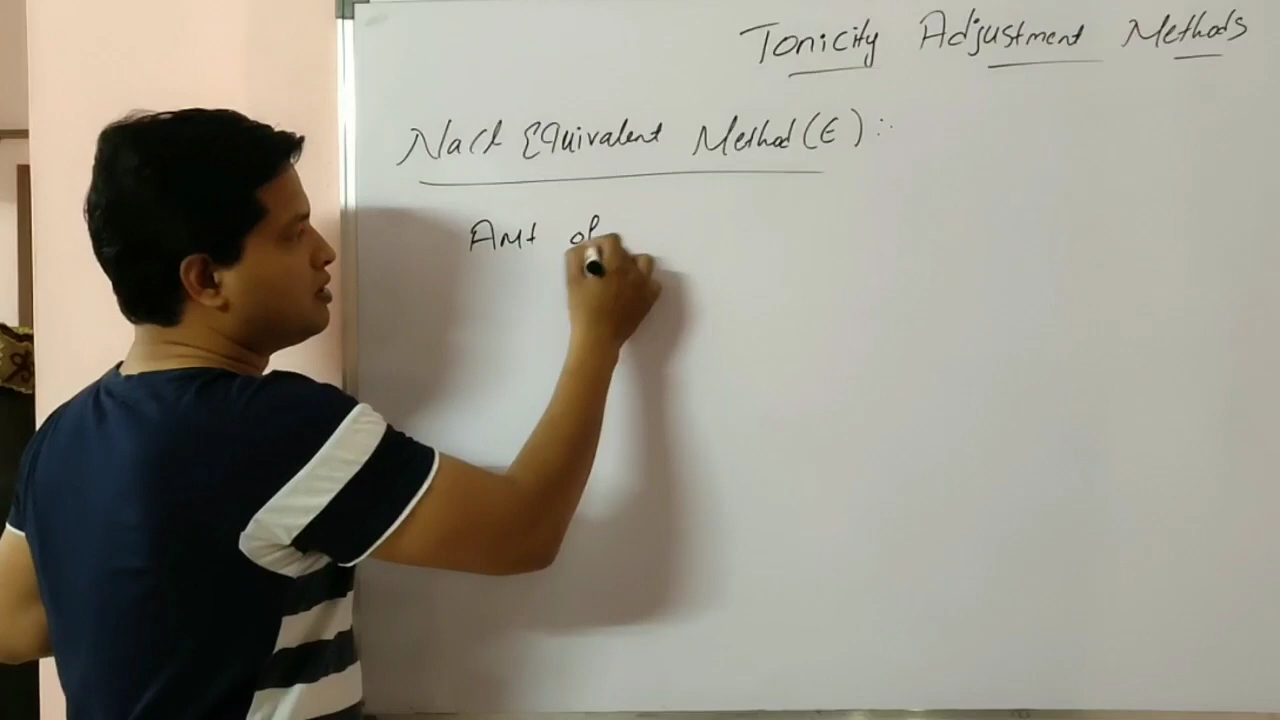 Tonicity Adjustment Methods
NaCl Equivalent Method (E) :-
Amt of